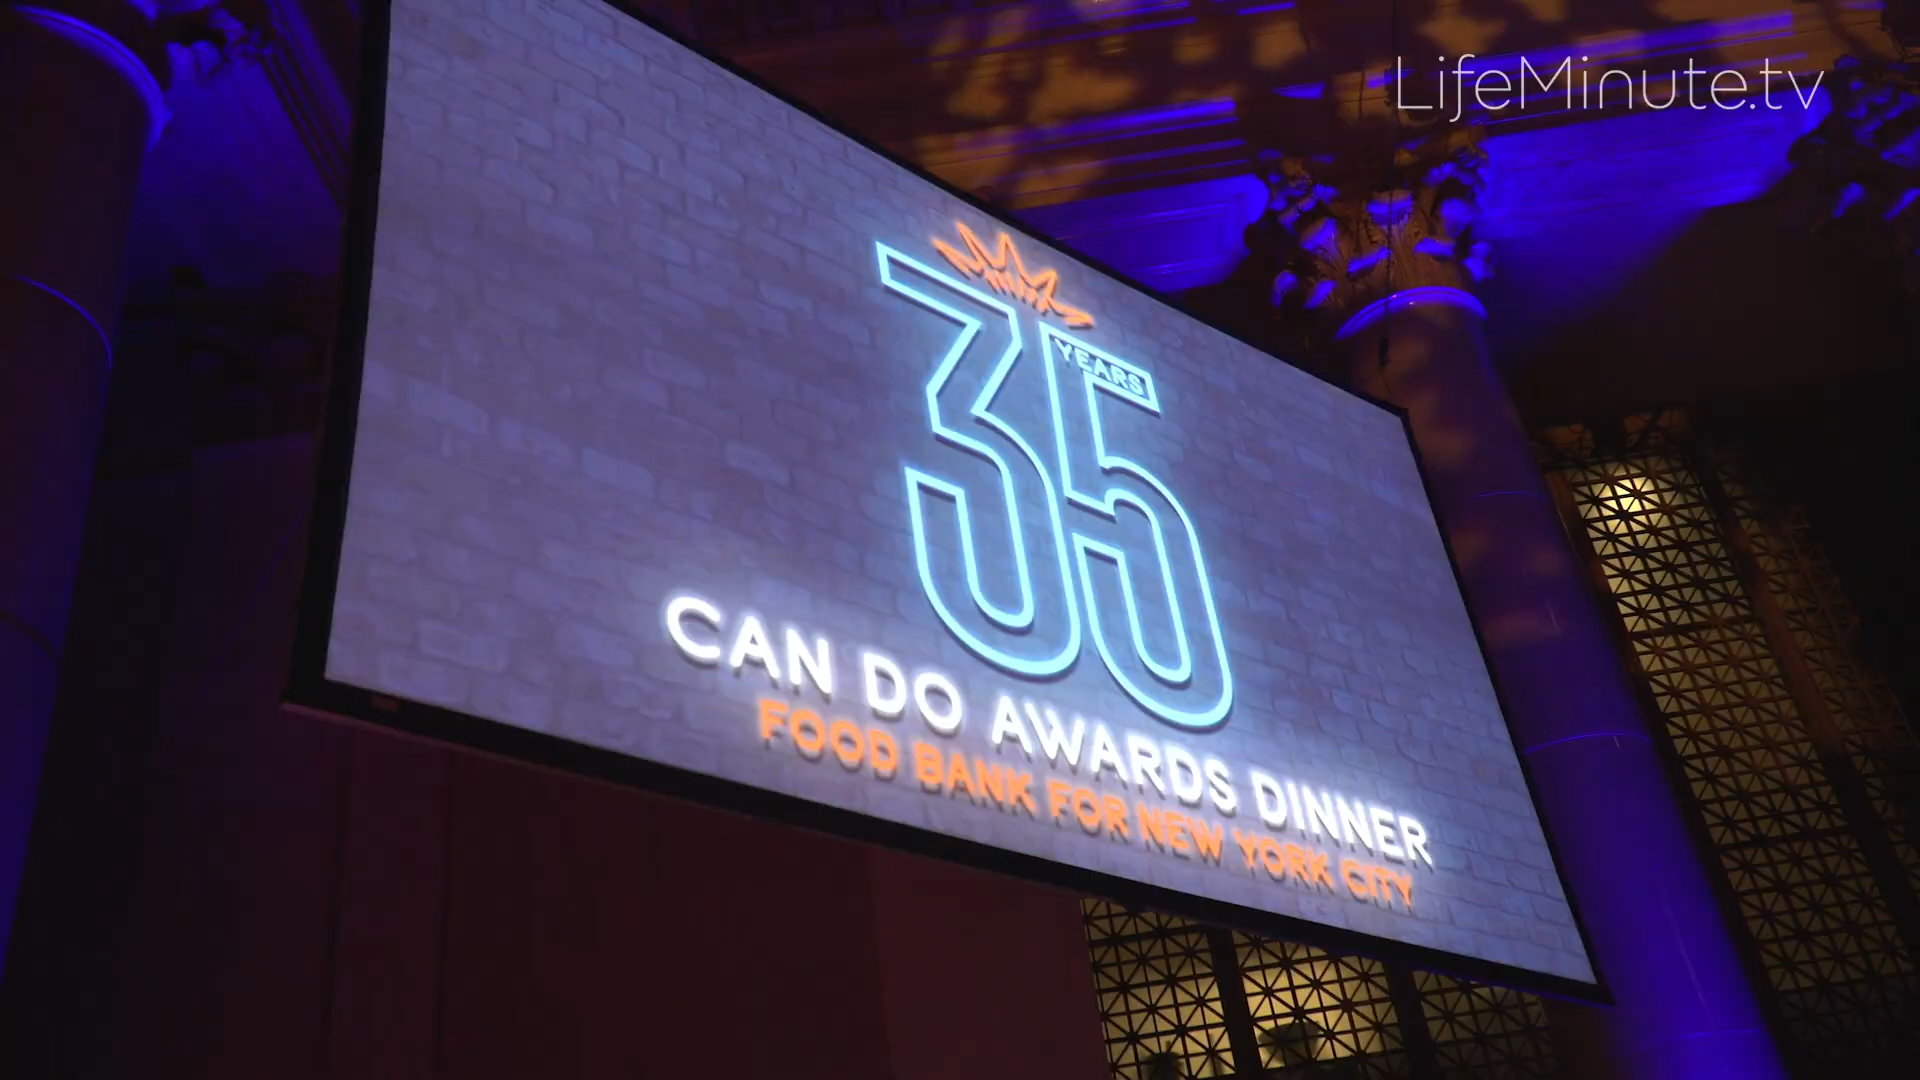 LifeMinute.tv
35
YEARS
CAN DO AWARDS DINNER
FOOD BANK FOR NEW YORK CITY